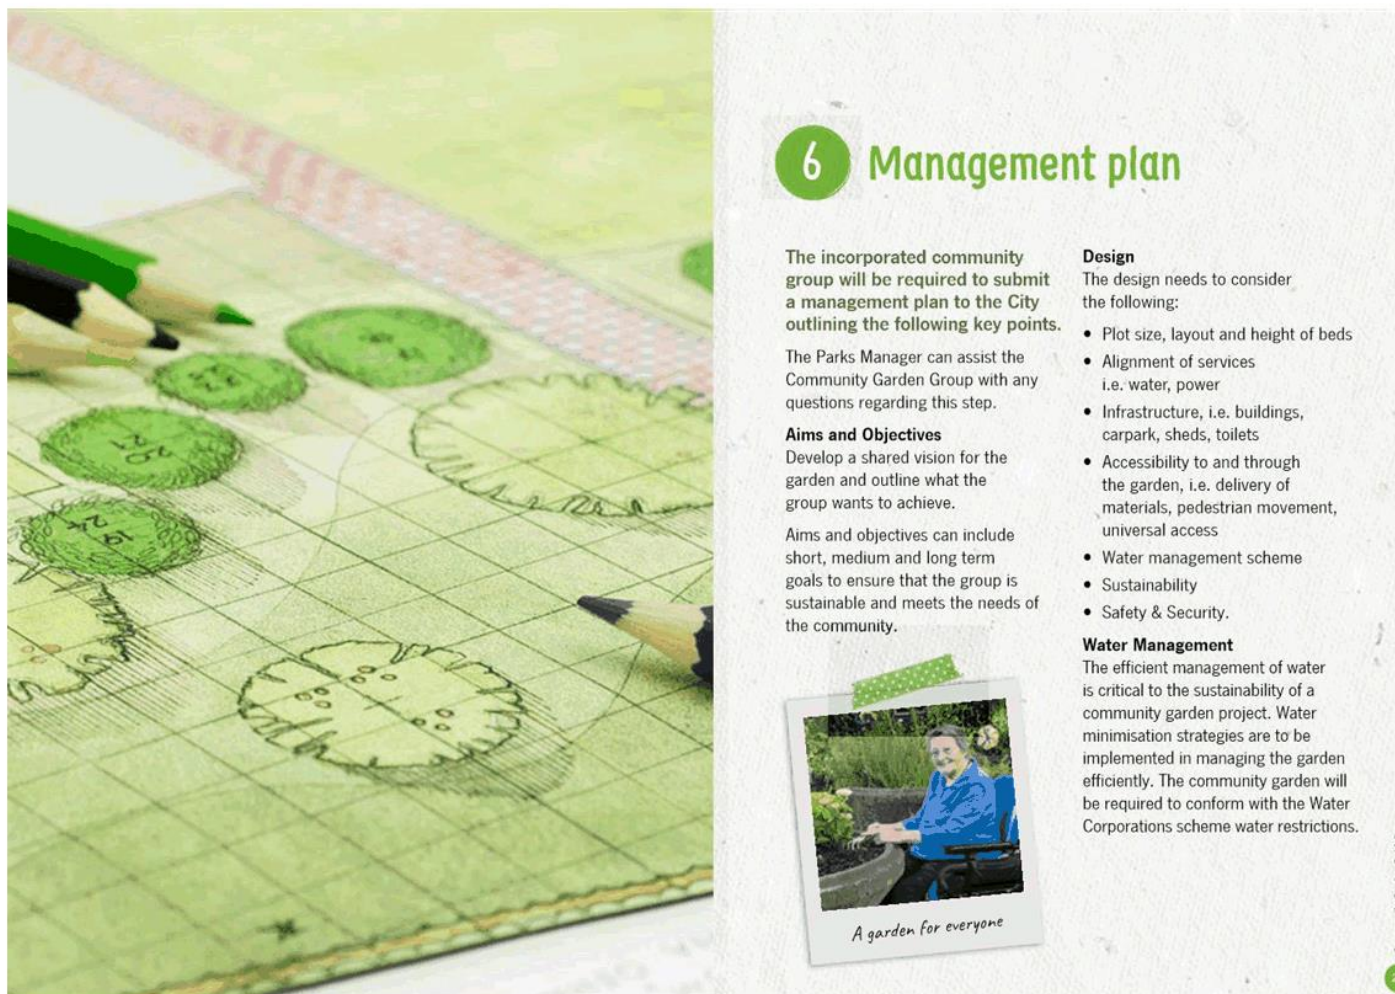 6 Management plan
The incorporated community
group will be required to submit
a management plan to the City
outlining the following key points.
The Parks Manager can assist the
Community Garden Group with any
questions regarding this step.
Aims and Objectives
Develop a shared vision for the
garden and outline what the
group wants to achieve.
Aims and objectives can include
short, medium and long term
goals to ensure that the group is
sustainable and meets the needs of
the community.
A garden for everyone
Design
The design needs to consider
the following:
• Plot size, layout and height of beds
• Alignment of services
i.e. water, power
• Infrastructure, i.e. buildings,
carpark, sheds, toilets
• Accessibility to and through
the garden, i.e. delivery of
materials, pedestrian movement,
universal access
• Water management scheme
• Sustainability
• Safety & Security.
Water Management
The efficient management of water
is critical to the sustainability of a
community garden project. Water
minimisation strategies are to be
implemented in managing the garden
efficiently. The community garden will
be required to conform with the Water
Corporations scheme water restrictions.